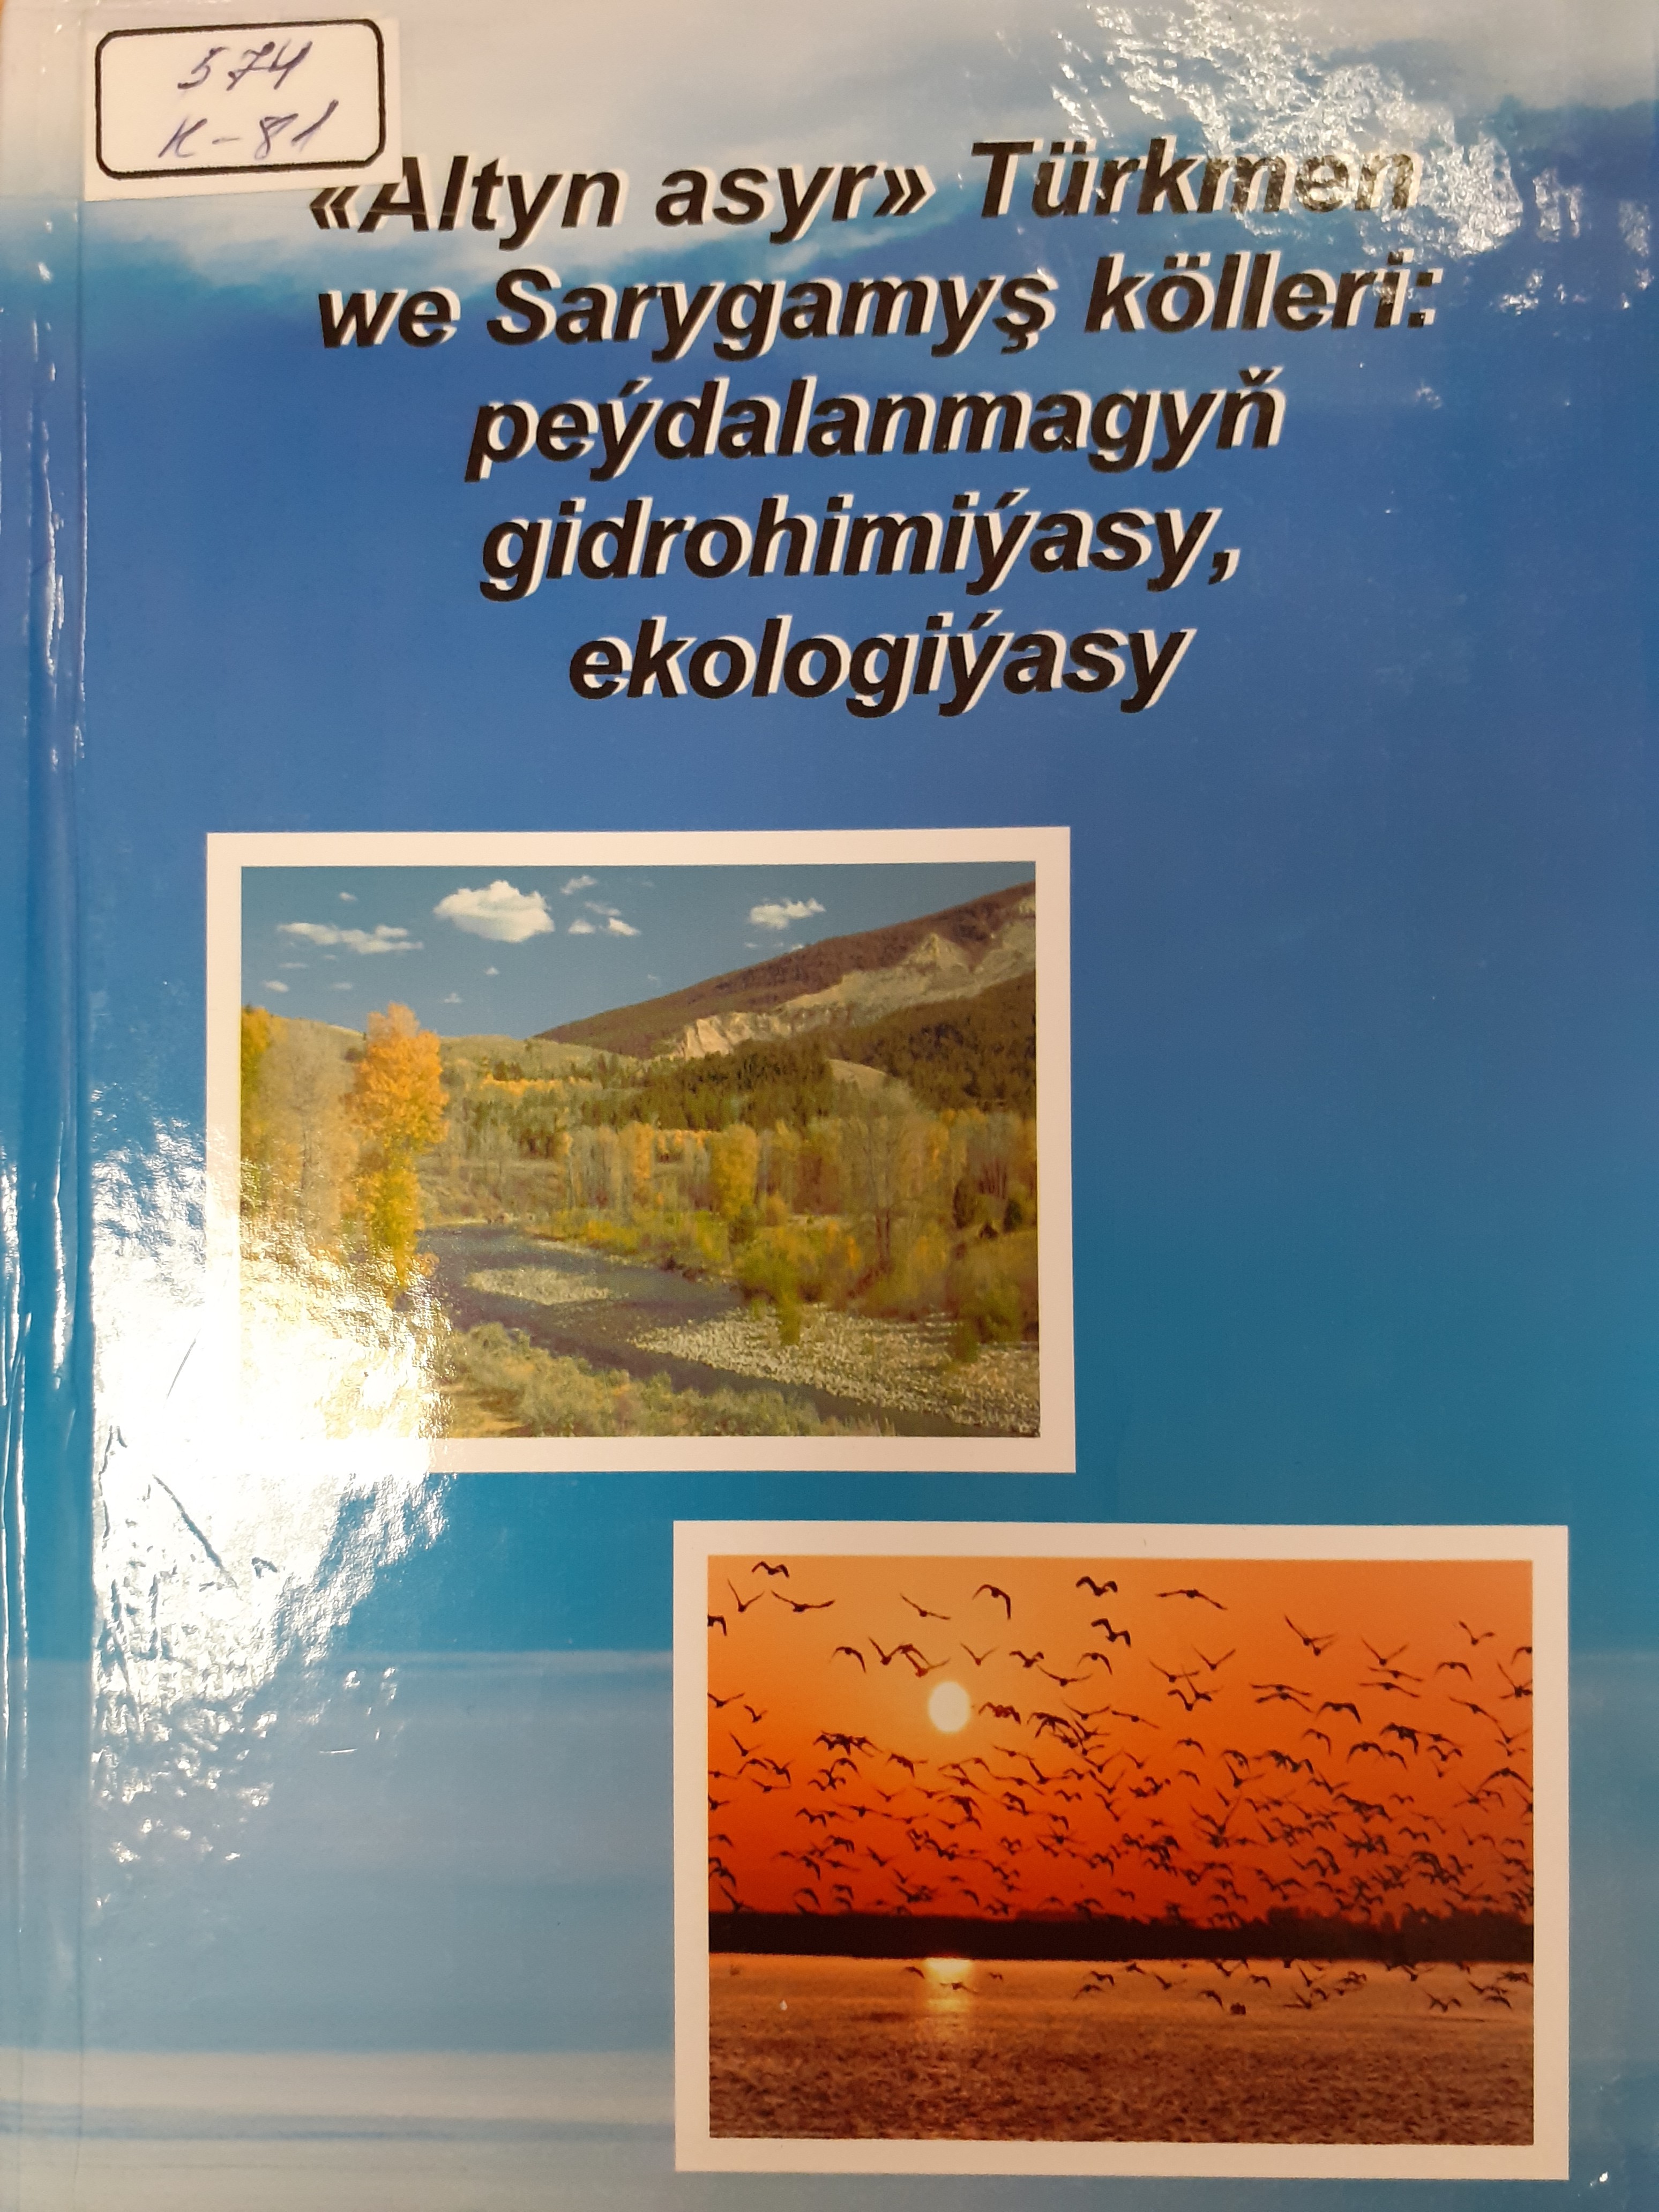 574
K-81
«Altyn asyr» Türkmen
we Sarygamyş kölleri:
peýdalanmagyň
gidrohimiýasy,
ekologiýasy